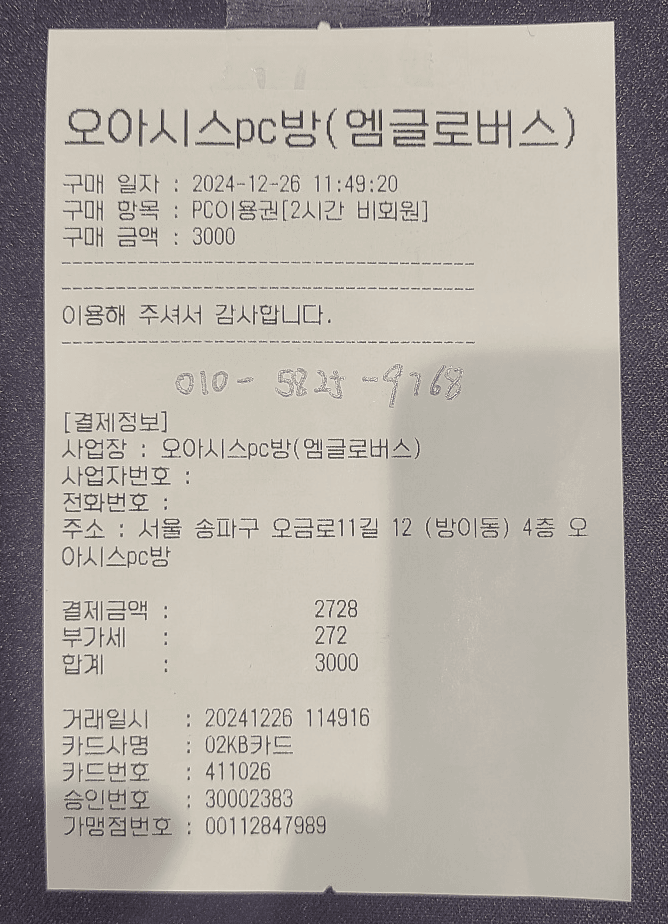 오아시스pc방(엠글로버스)
구매 일자 : 2024-12-26 11:49:20
구매 항목 : PC이용권[2시간 비회원]
구매 금액 : 3000
--------------------------------------
--------------------------------------
이용해 주셔서 감사합니다.
--------------------------------------
010- 5825 -9768
[결제정보]
사업장 : 오아시스pc방(엠글로버스)
사업자번호 :
전화번호 :
주소 : 서울 송파구 오금로11길 12 (방이동) 4층 오
아시스pc방
결제금액 : 2728
부가세 : 272
합계 : 3000
거래일시 : 20241226 114916
카드사명 : 02KB카드
카드번호 : 411026
승인번호 : 30002383
가맹점번호 : 00112847989